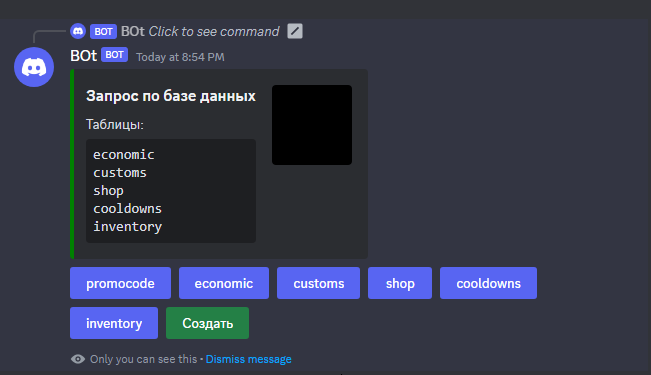 BOT BOt Click to see command
BOt BOT Today at 8:54 PM
Запрос по базе данных
Таблицы:
economic
customs
shop
cooldowns
inventory
promocode economic customs shop cooldowns
inventory Создать
Only you can see this • Dismiss message